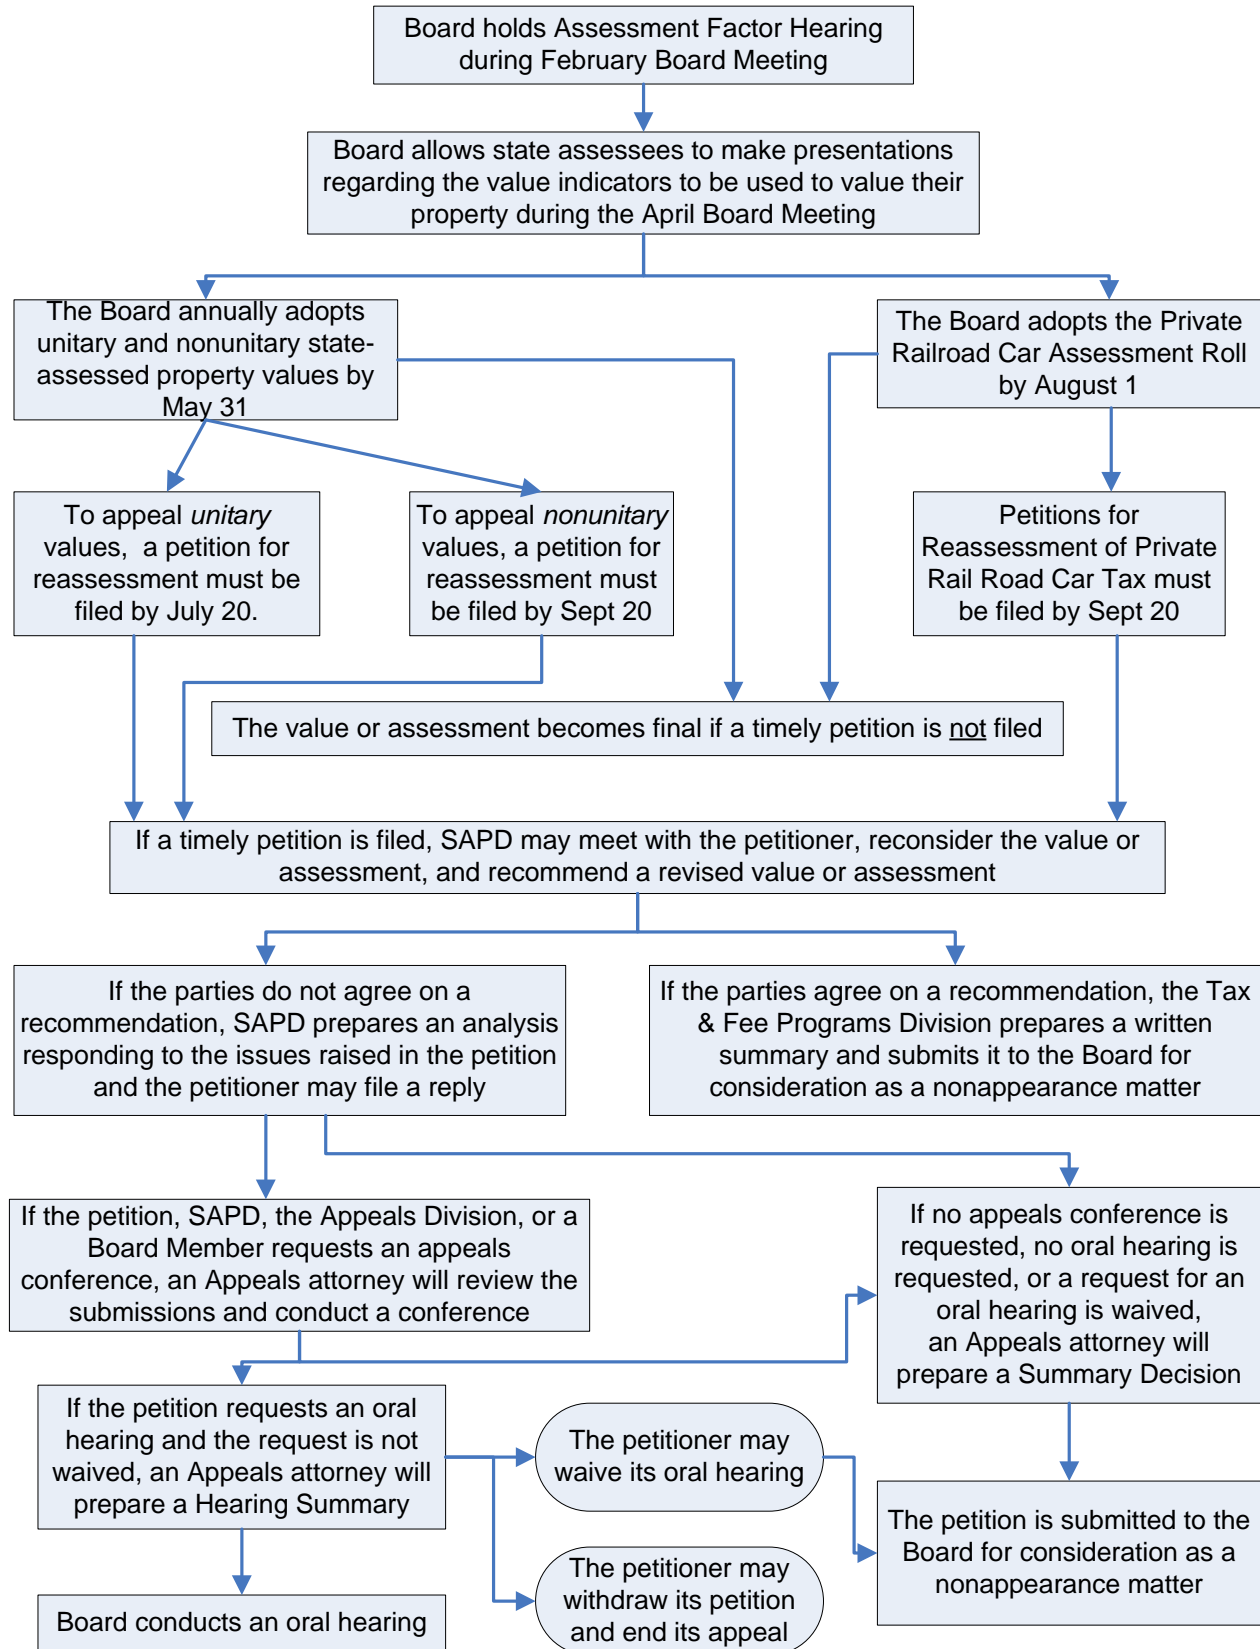 Board holds Assessment Factor Hearing
during February Board Meeting
Board allows state assessees to make presentations
regarding the value indicators to be used to value their
property during the April Board Meeting
The Board annually adopts
unitary and nonunitary state-
assessed property values by
May 31
The Board adopts the Private
Railroad Car Assessment Roll
by August 1
To appeal unitary
values, a petition for
reassessment must be
filed by July 20.
To appeal nonunitary
values, a petition for
reassessment must
be filed by Sept 20
Petitions for
Reassessment of Private
Rail Road Car Tax must
be filed by Sept 20
The value or assessment becomes final if a timely petition is not filed
If a timely petition is filed, SAPD may meet with the petitioner, reconsider the value or
assessment, and recommend a revised value or assessment
If the parties do not agree on a
recommendation, SAPD prepares an analysis
responding to the issues raised in the petition
and the petitioner may file a reply
If the parties agree on a recommendation, the Tax
& Fee Programs Division prepares a written
summary and submits it to the Board for
consideration as a nonappearance matter
If the petition, SAPD, the Appeals Division, or a
Board Member requests an appeals
conference, an Appeals attorney will review the
submissions and conduct a conference
If no appeals conference is
requested, no oral hearing is
requested, or a request for an
oral hearing is waived,
an Appeals attorney will
prepare a Summary Decision
If the petition requests an oral
hearing and the request is not
waived, an Appeals attorney will
prepare a Hearing Summary
The petitioner may
waive its oral hearing
The petition is submitted to the
Board for consideration as a
nonappearance matter
Board conducts an oral hearing
The petitioner may
withdraw its petition
and end its appeal